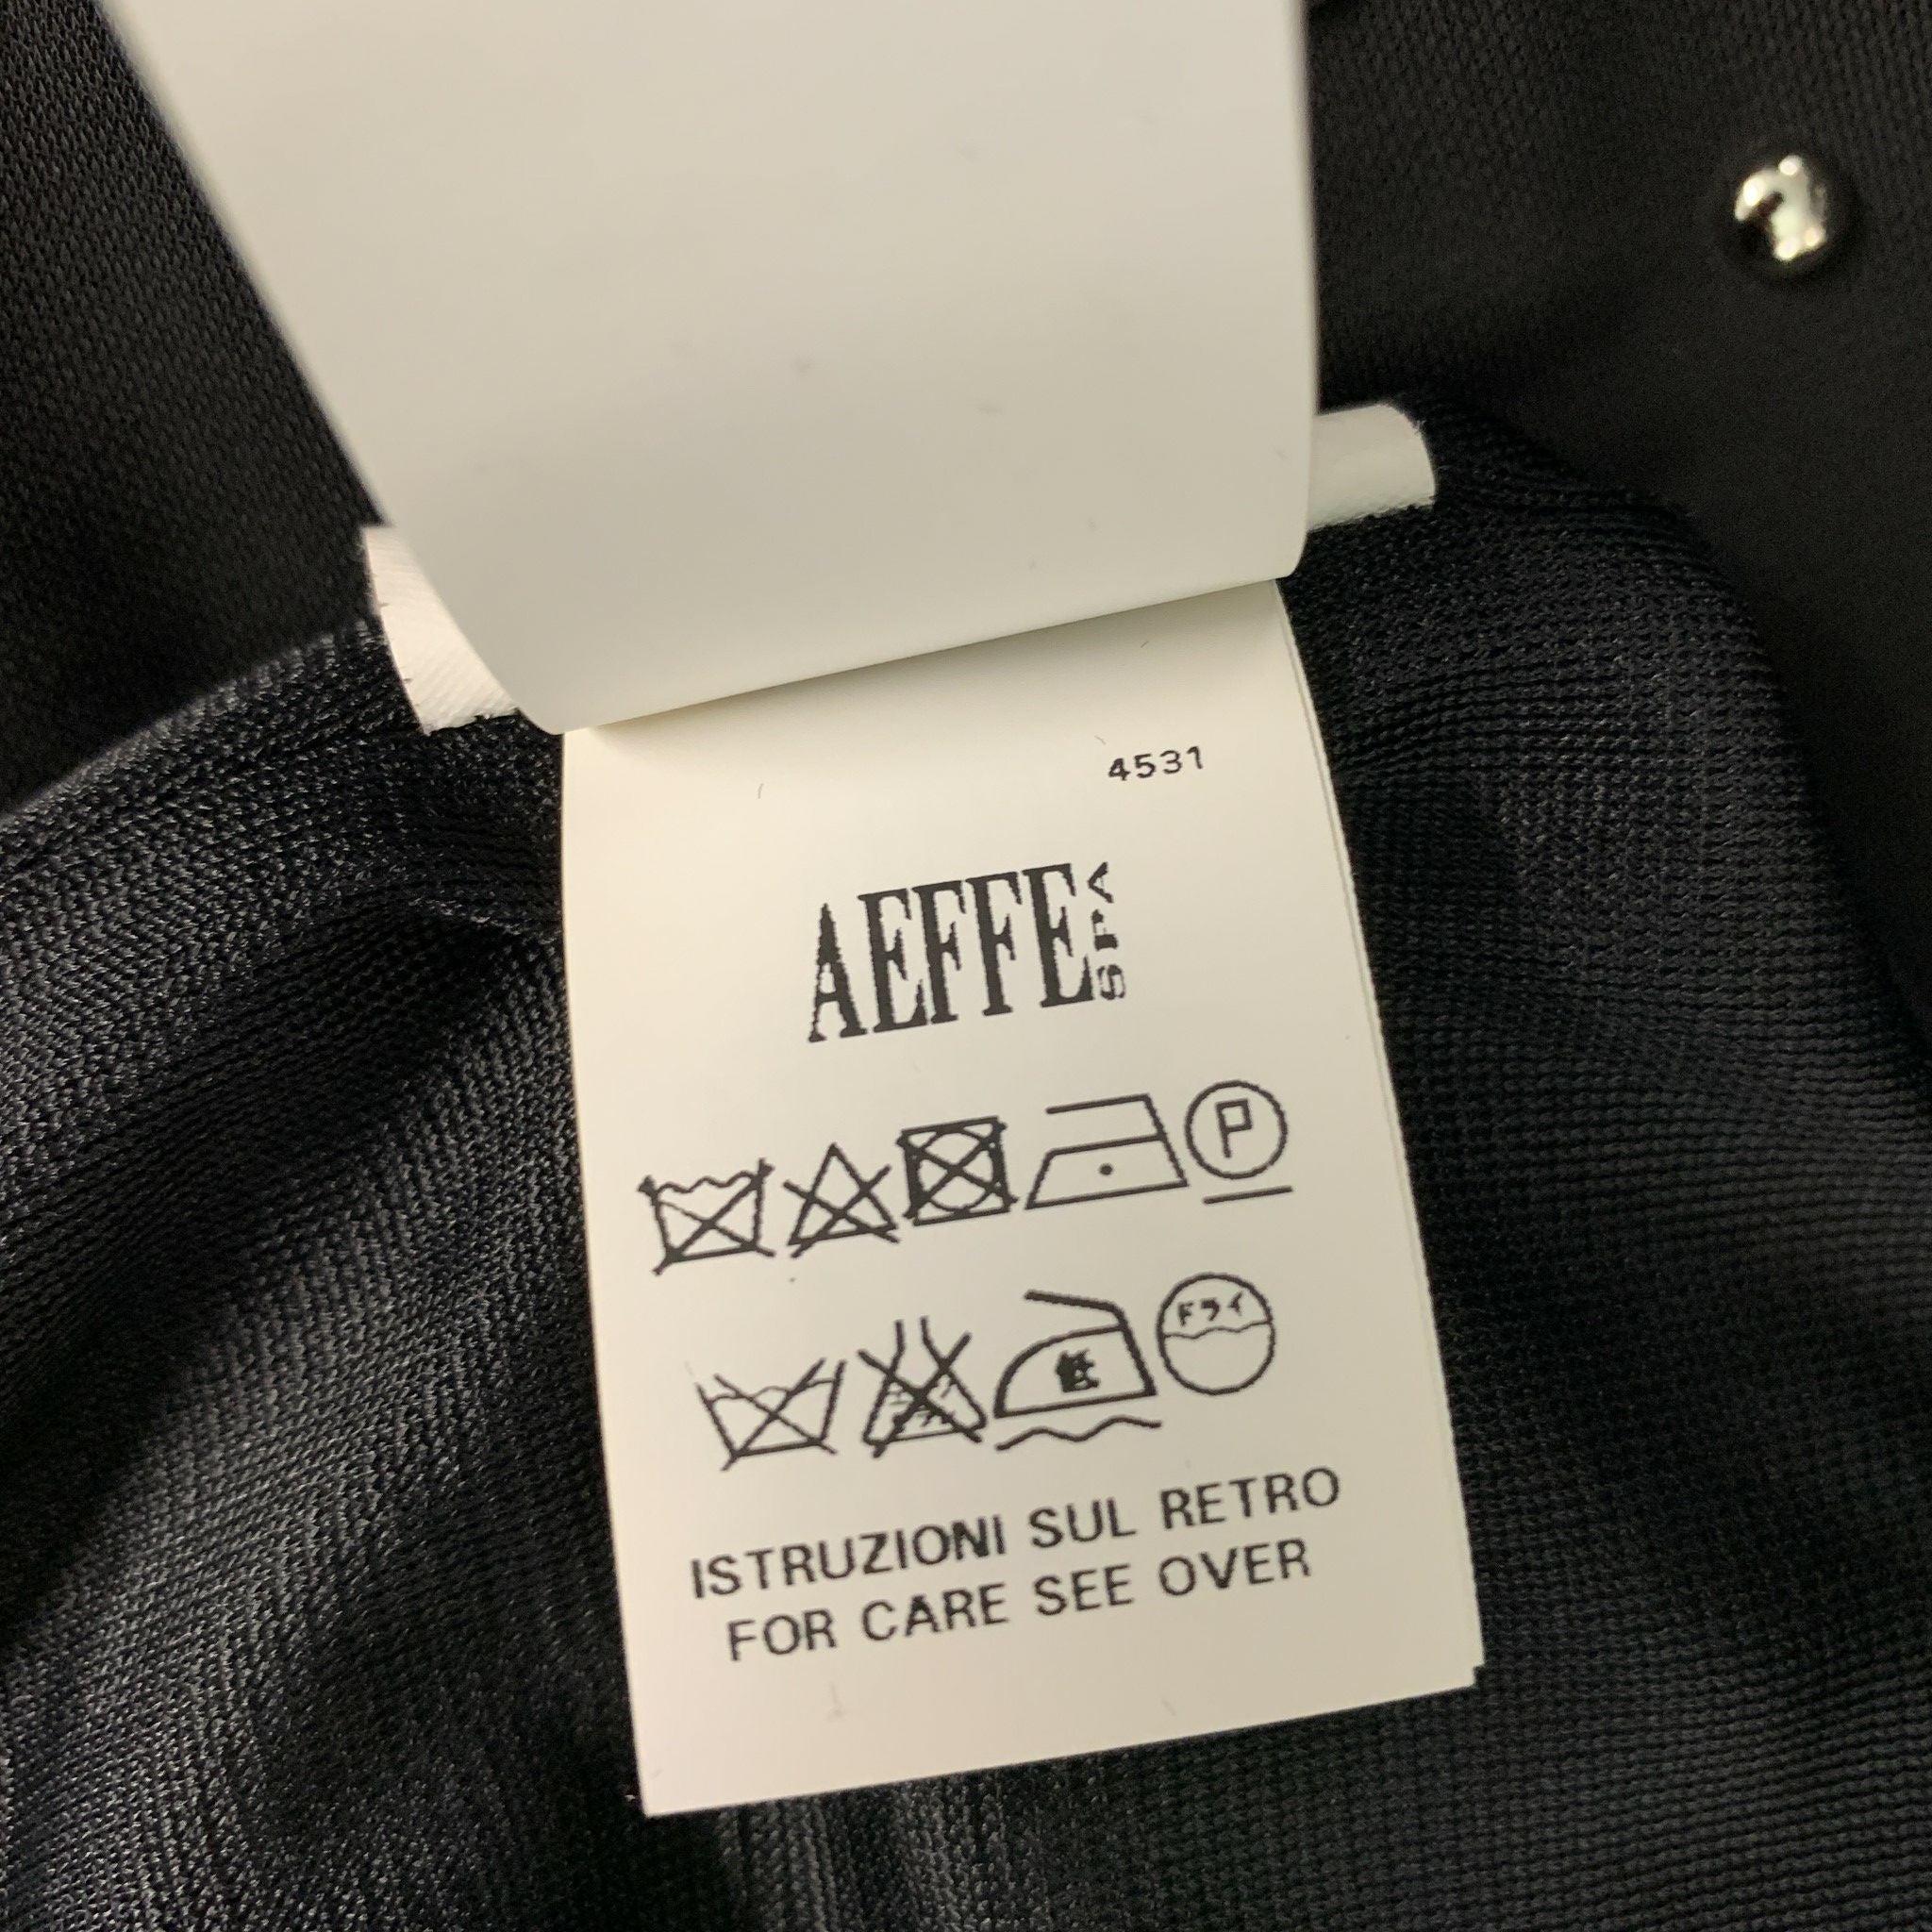 4531
AEFFE SPA
P
ドライ
低
ISTRUZIONI SUL RETRO
FOR CARE SEE OVER